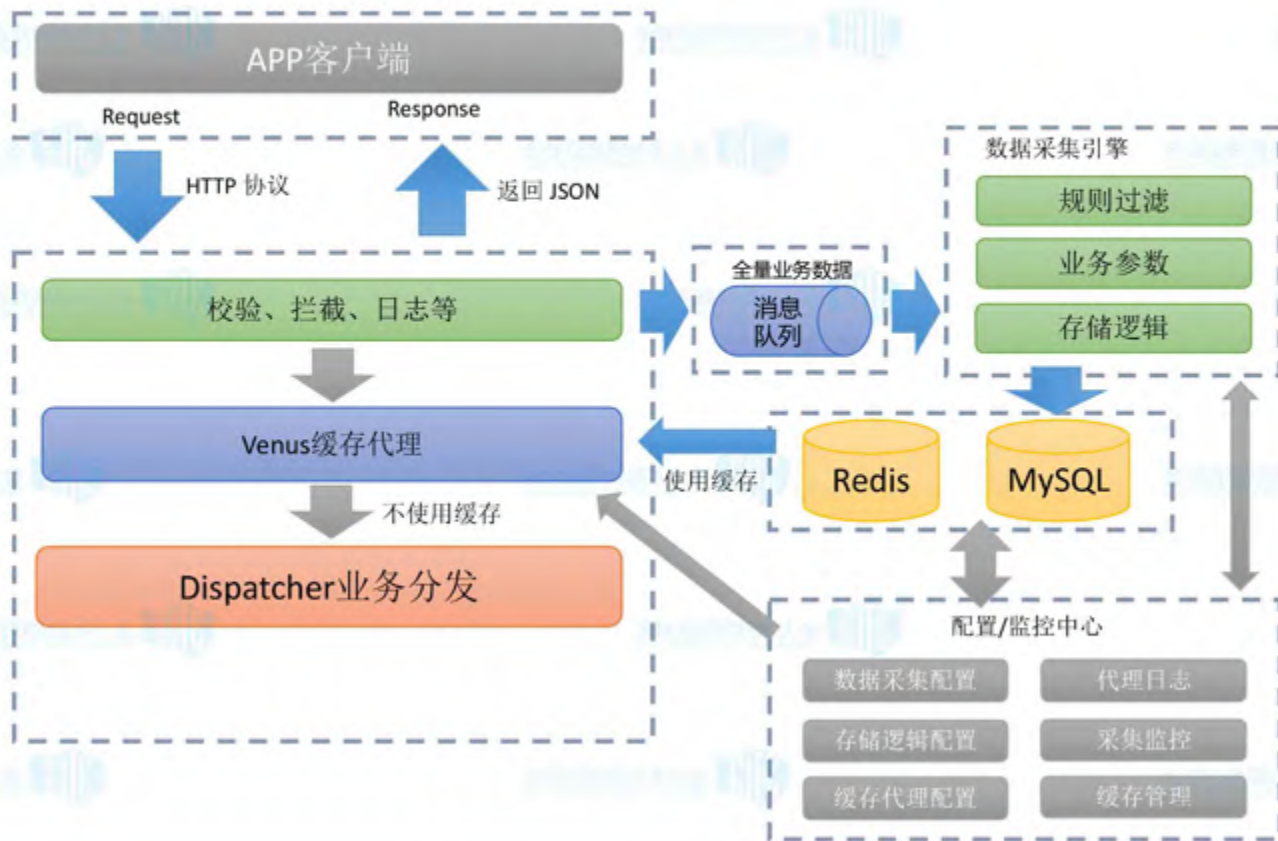 APP客户端
Request
Response
HTTP 协议
返回 JSON
校验、拦截、日志等
Venus缓存代理
不使用缓存
Dispatcher业务分发
全量业务数据
消息
队列
数据采集引擎
规则过滤
业务参数
存储逻辑
使用缓存
Redis
MySQL
配置/监控中心
数据采集配置
代理日志
存储逻辑配置
采集监控
缓存代理配置
缓存管理